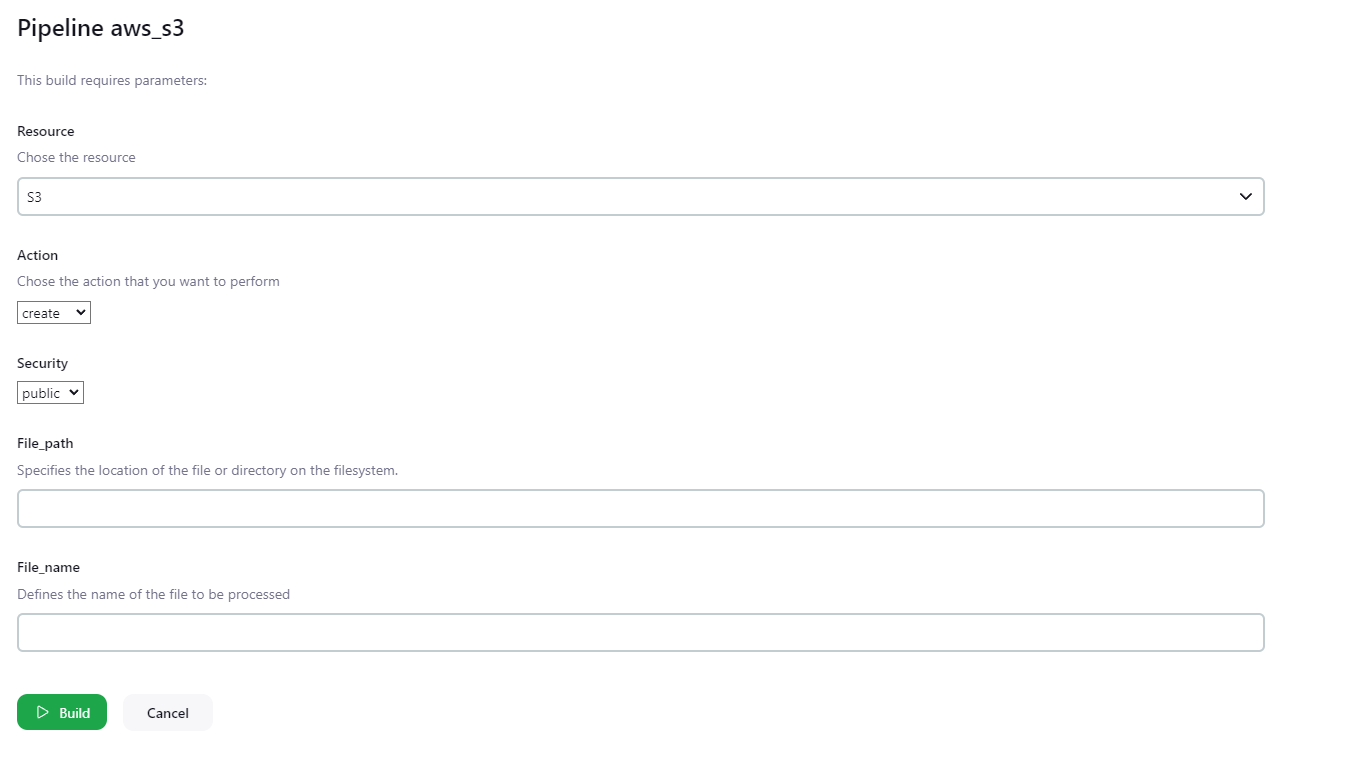 Pipeline aws_s3
This build requires parameters:
Resource
Chose the resource
S3
Action
Chose the action that you want to perform
create
Security
public
File_path
Specifies the location of the file or directory on the filesystem.
File_name
Defines the name of the file to be processed
Build
Cancel